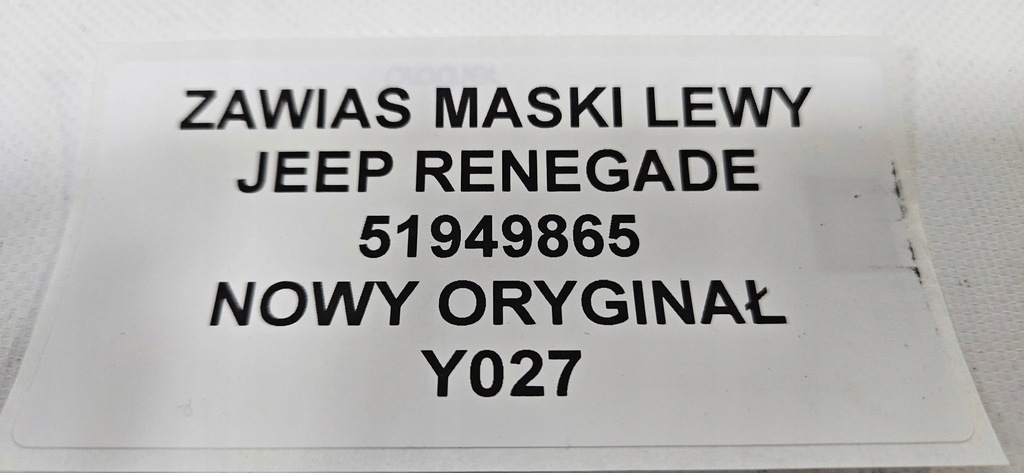 ZAWIAS MASKI LEWY
JEEP RENEGADE
51949865
NOWY ORYGINAŁ
Y027